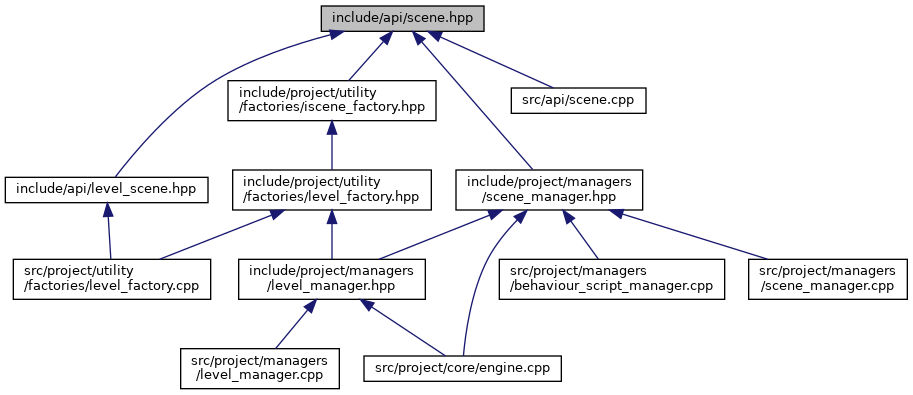 include/api/scene.hpp
include/project/utility
/factories/iscene_factory.hpp
src/api/scene.cpp
include/api/level_scene.hpp
include/project/utility
/factories/level_factory.hpp
include/project/managers
/scene_manager.hpp
src/project/utility
/factories/level_factory.cpp
include/project/managers
/level_manager.hpp
src/project/managers
/behaviour_script_manager.cpp
src/project/managers
/scene_manager.cpp
src/project/managers
/level_manager.cpp
src/project/core/engine.cpp